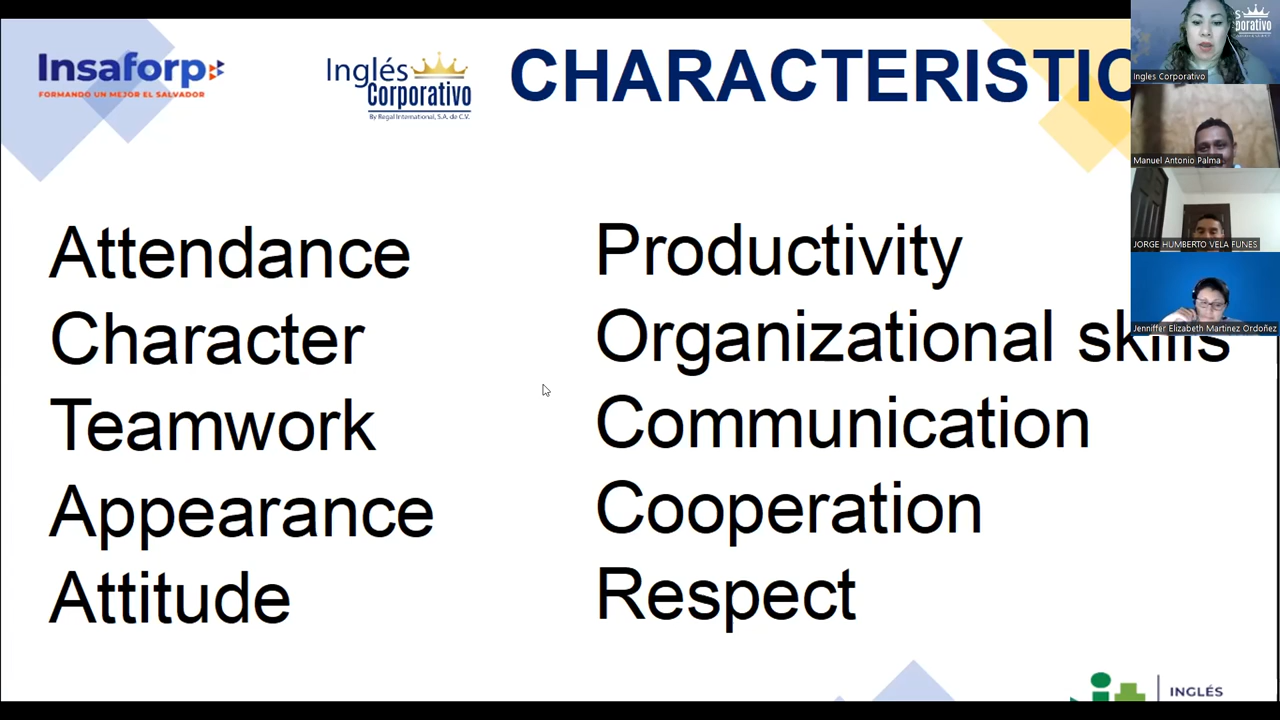 Insaforp
FORMANDO UN MEJOR EL SALVADOR
Inglés
Corporativo
By Regal International, S.A. de C.V.
CHARACTERISTIC
Attendance
Character
Teamwork
Appearance
Attitude
Productivity
Organizational skills
Communication
Cooperation
Respect
Ingles Corporativo
Manuel Antonio Palma
JORGE HUMBERTO VELA FUNES
Jenniffer Elizabeth Martinez Ordoñez
INGLÉS